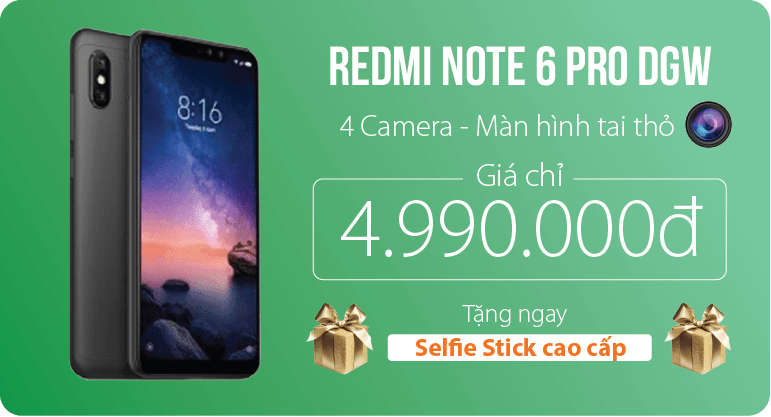 8:16
REDMI NOTE 6 PRO DGW
4 Camera - Màn hình tai thỏ
Giá chỉ
4.990.000đ
Tặng ngay
Selfie Stick cao cấp